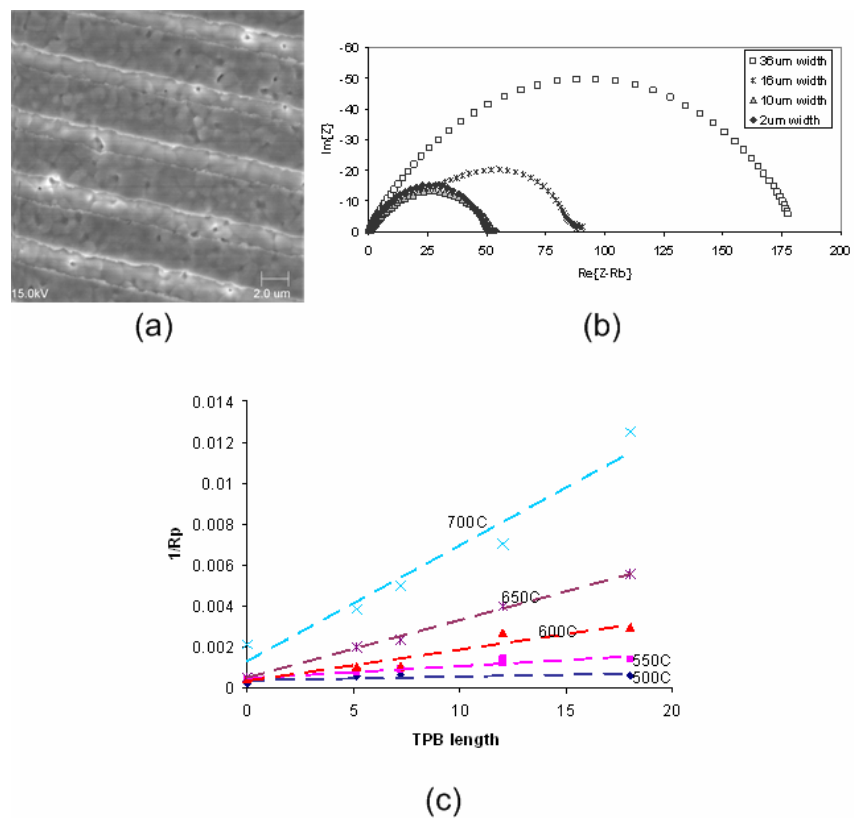 15.0kV
2.0 um
(a)
-60
-50
-40
-30
-20
-10
0
Im[Z]
0
25
50
75
100
125
150
175
200
Re[Z-Rb]
36um width
16um width
10um width
2um width
(b)
0.014
0.012
0.01
0.008
0.006
0.004
0.002
0
1/Rp
700C
650C
600C
550C
500C
0
5
10
15
20
TPB length
(c)